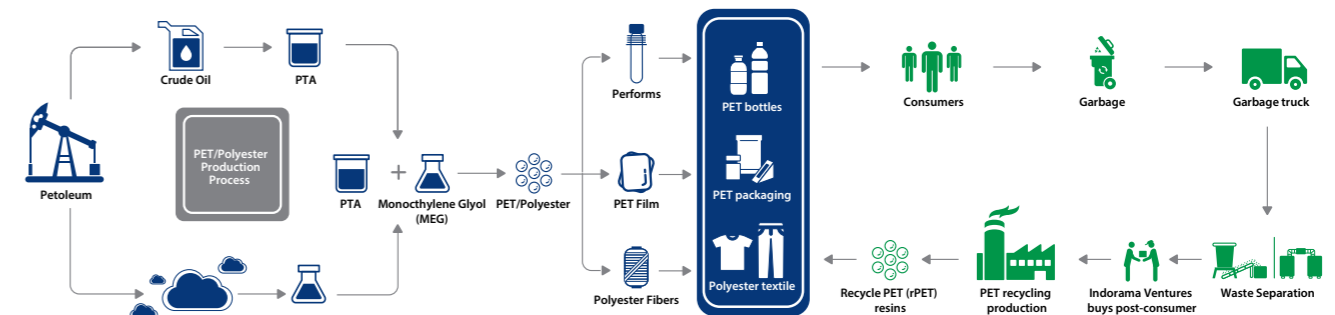 Crude Oil
PTA
PET/Polyester
Production
Process
Petoleum
PTA
Monocthylene Glyol
(MEG)
PET/Polyester
Performs
PET Film
Polyester Fibers
PET bottles
PET packaging
Polyester textile
Consumers
Garbage
Garbage truck
Recycle PET (rPET)
resins
PET recycling
production
Indorama Ventures
buys post-consumer
Waste Separation